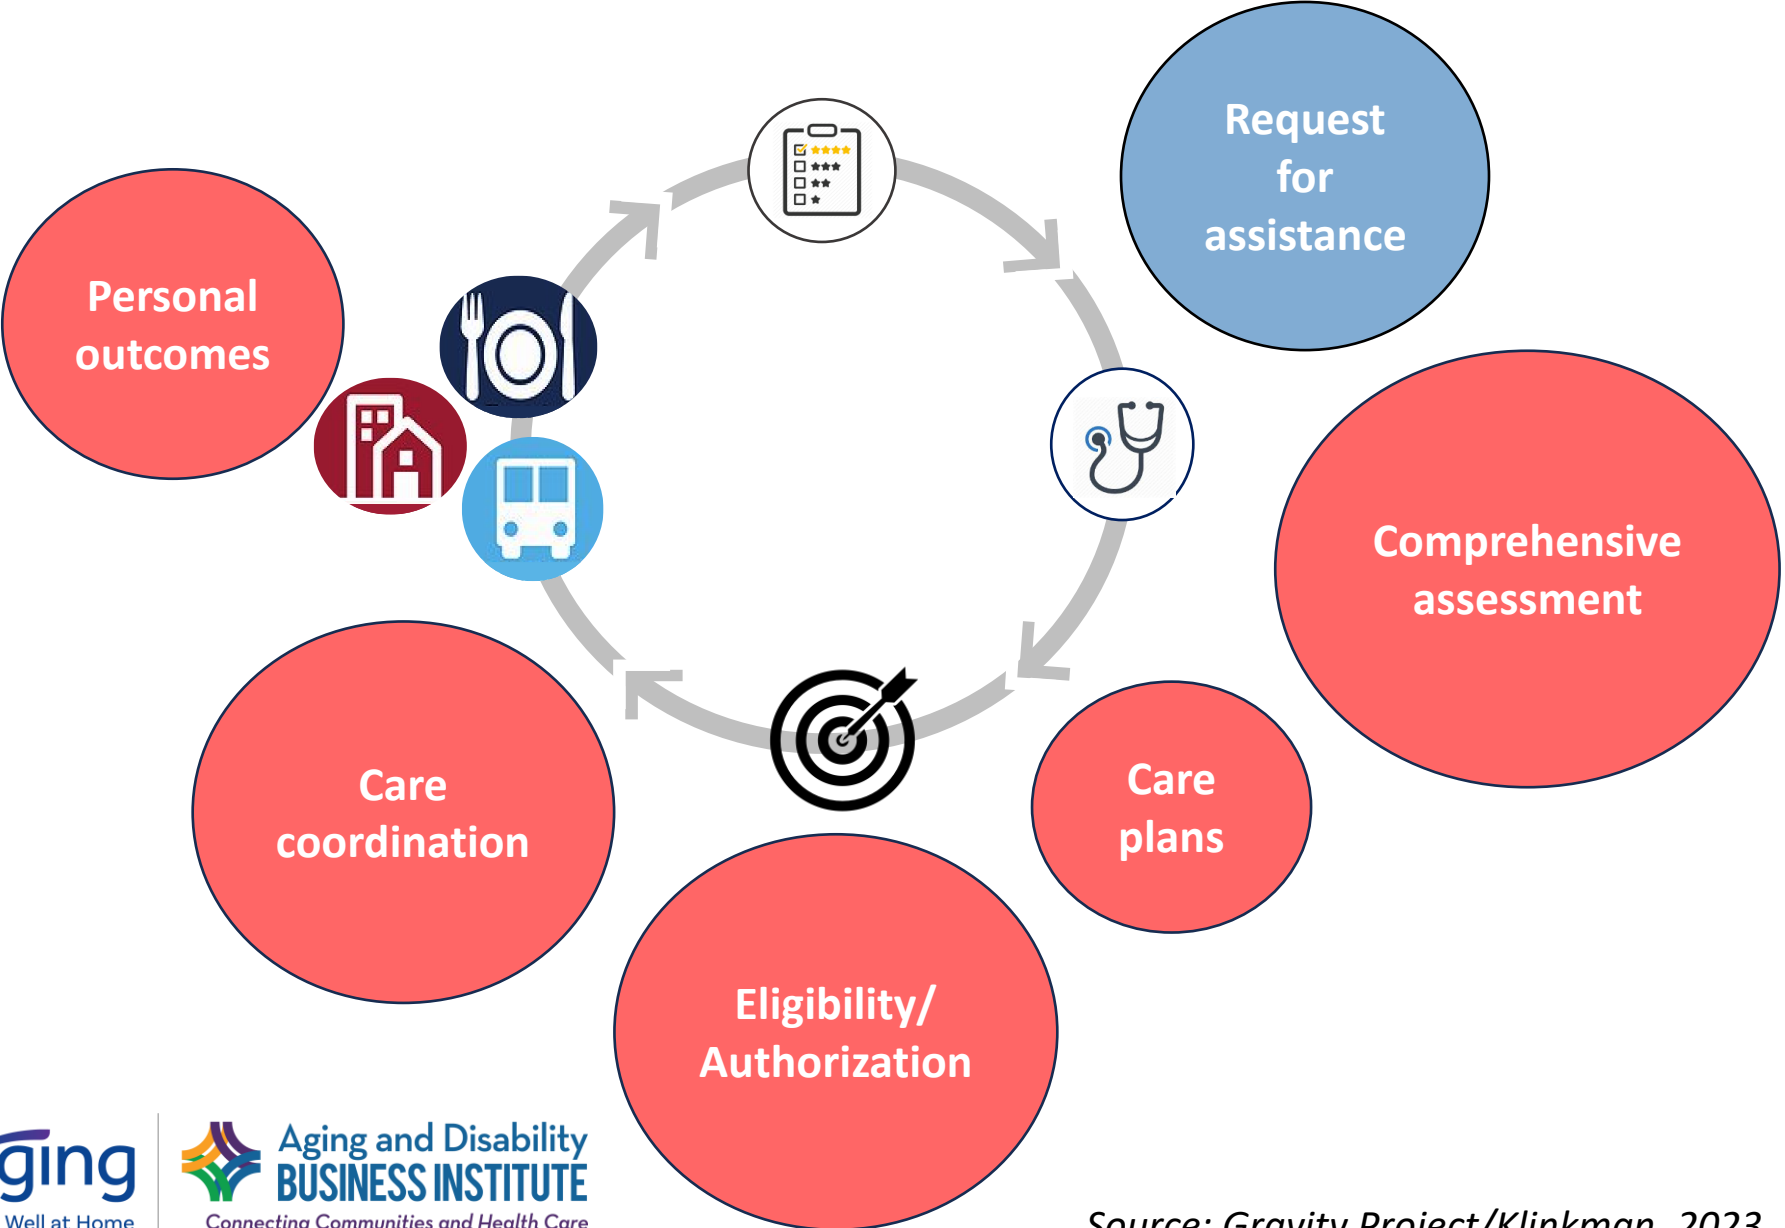 Request
for
assistance
Personal
outcomes
Comprehensive
assessment
Care
plans
Care
coordination
Eligibility/
Authorization
ging
Well at Home
Aging and Disability
BUSINESS INSTITUTE
Connecting Communities and Health Care
Source: Gravity Project/Klinkman, 2023